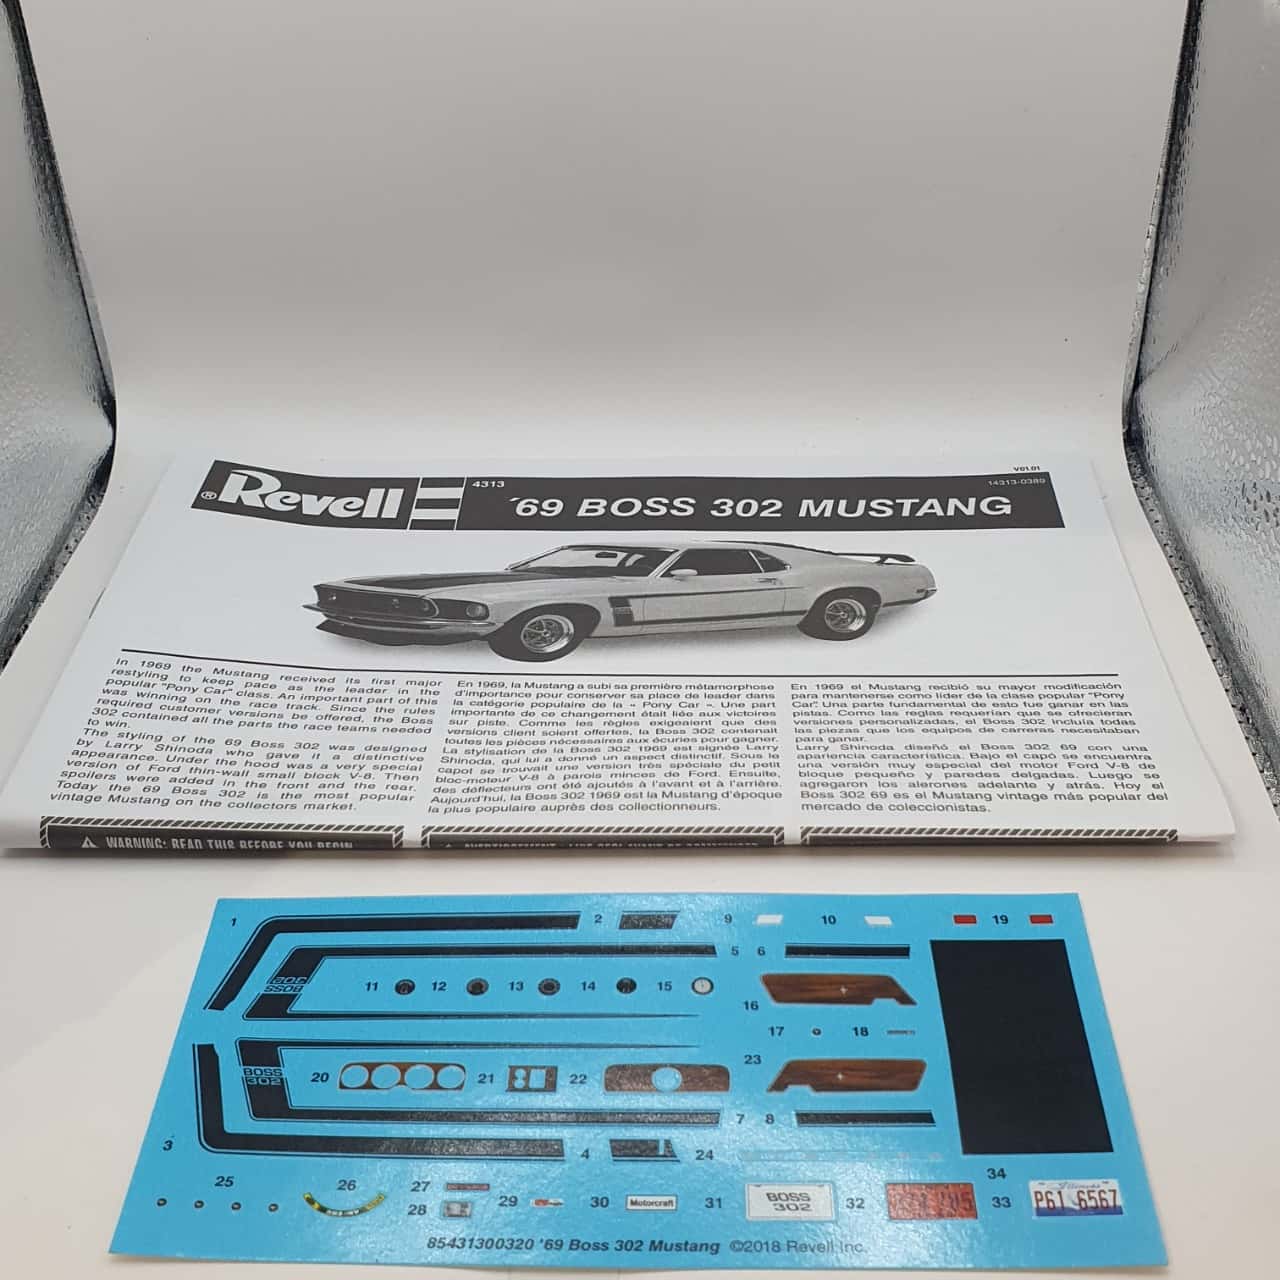 V01.01
® Revell 4313 14313-0389
'69 BOSS 302 MUSTANG
In 1969 the Mustang received its first major
restyling to keep pace as the leader in the
popular "Pony Car" class. An important part of this
was winning on the race track. Since the rules
required customer versions be offered, the Boss
302 contained all the parts the race teams needed
to win.
The styling of the 69 Boss 302 was designed
by Larry Shinoda who gave it a distinctive
appearance. Under the hood was a very special
version of Ford thin-wall small block V-8. Then
spoilers were added in the front and the rear.
Today the 69 Boss 302 is the most popular
vintage Mustang on the collectors market.
En 1969, la Mustang a subi sa première métamorphose
d'importance pour conserver sa place de leader dans
la catégorie populaire de la « Pony Car ». Une part
importante de ce changement était liée aux victoires
sur piste. Comme les règles exigeaient que des
versions client soient offertes, la Boss 302 contenait
toutes les pièces nécessaires aux écuries pour gagner.
La stylisation de la Boss 302 1969 est signée Larry
Shinoda, qui lui a donné un aspect distinctif. Sous le
capot se trouvait une version très spéciale du petit
bloc-moteur V-8 à parois minces de Ford. Ensuite,
des déflecteurs ont été ajoutés à l'avant et à l'arrière.
Aujourd'hui, la Boss 302 1969 est la Mustang d'époque
la plus populaire auprès des collectionneurs.
En 1969 el Mustang recibió su mayor modificación
para mantenerse como líder de la clase popular "Pony
Car". Una parte fundamental de esto fue ganar en las
pistas. Como las reglas requerían que se ofrecieran
versiones personalizadas, el Boss 302 incluía todas
las piezas que los equipos de carreras necesitaban
para ganar.
Larry Shinoda diseñó el Boss 302 69 con una
apariencia característica. Bajo el capó se encuentra
una versión muy especial del motor Ford V-8 de
bloque pequeño y paredes delgadas. Luego se
agregaron los alerones adelante y atrás. Hoy el
Boss 302 69 es el Mustang vintage más popular del
mercado de coleccionistas.
WARNING: READ THIS BEFORE YOU BEGIN
1 2 9 10 19
5 6
BOSS
302
11 12 13 14 15
16
17 18
BOSS
302
20 21 22 23
7 8
3 4 24
25 26 27 28 29 30 Motorcraft 31 BOSS
302
32 33 34 Illinois
P61 6567
85431300320 '69 Boss 302 Mustang ©2018 Revell Inc.